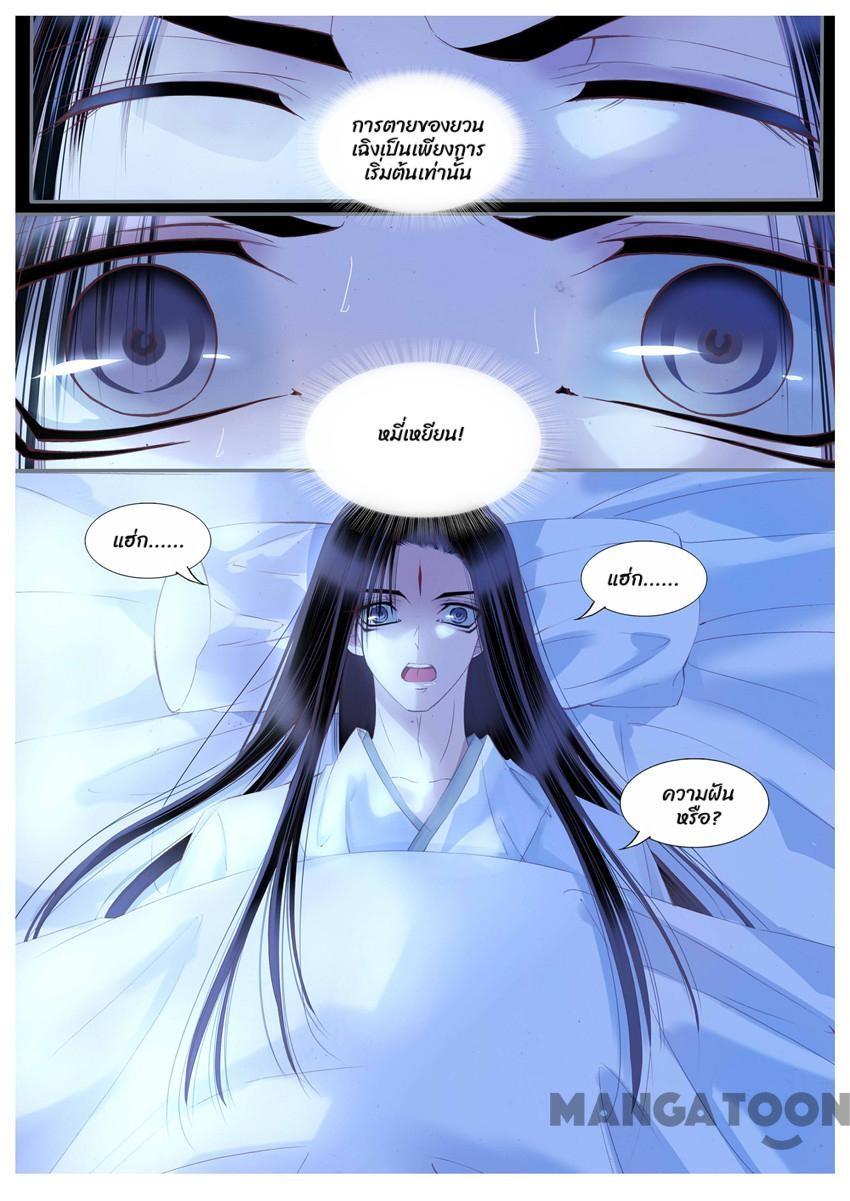 การตายของยวน
เฉิงเป็นเพียงการ
เริ่มต้นเท่านั้น
หมี่เหยียน!
แฮ่ก......
แฮ่ก......
ความฝัน
หรือ?
MANGATOON